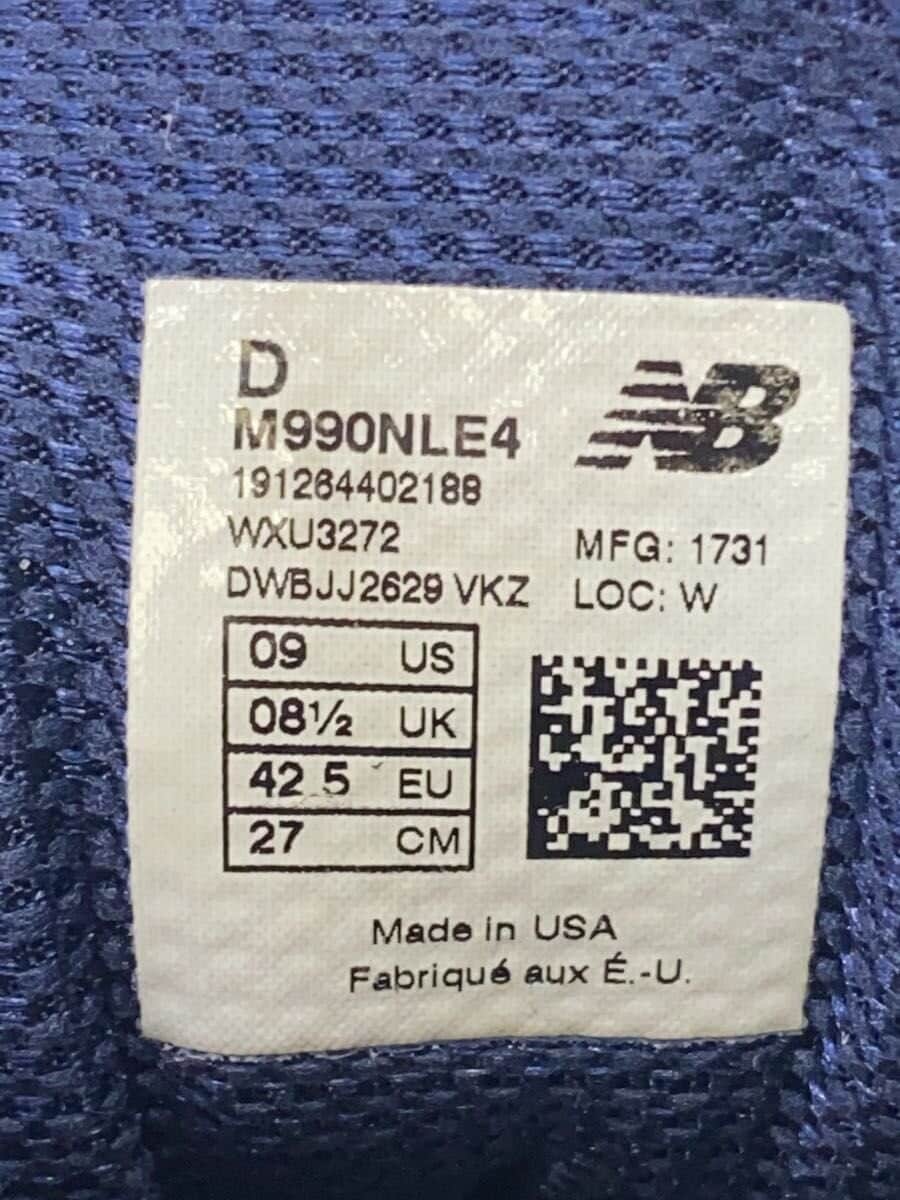 D
M990NLE4
NB
191264402188
WXU3272
MFG: 1731
DWBJJ2629 VKZ
LOC: W
09 US
08½ UK
42 5 EU
27 CM
Made in USA
Fabriqué aux É.-U.